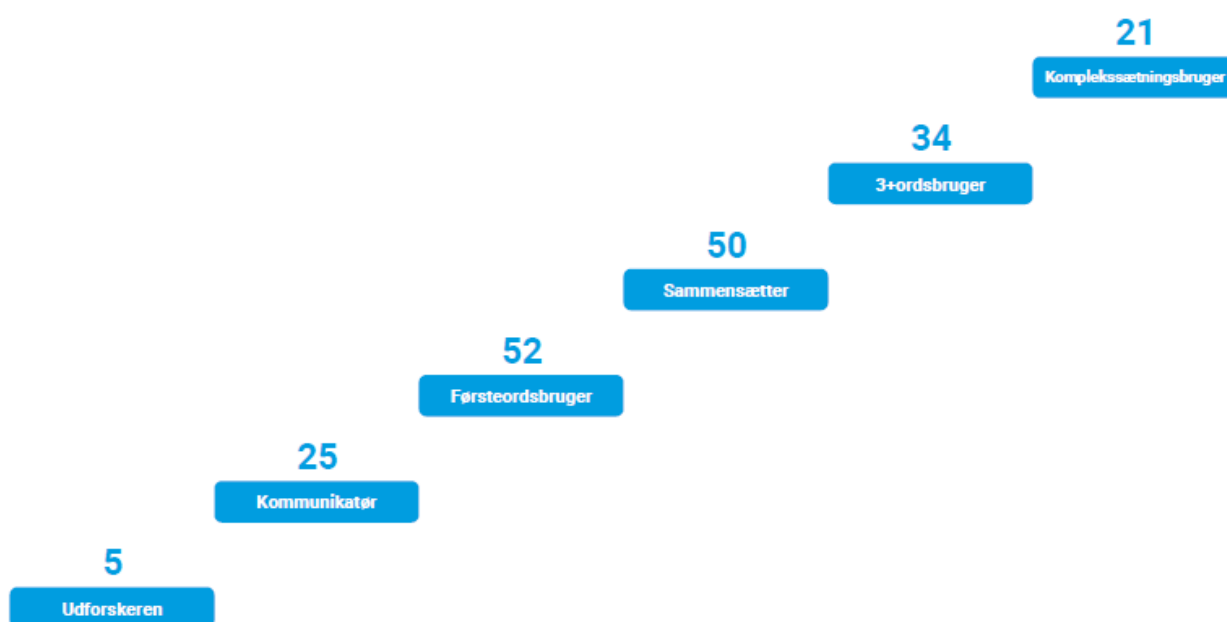 21
Komplekssætningsbruger
34
3+ordsbruger
50
Sammensætter
52
Førsteordsbruger
25
Kommunikatør
5
Udforskeren